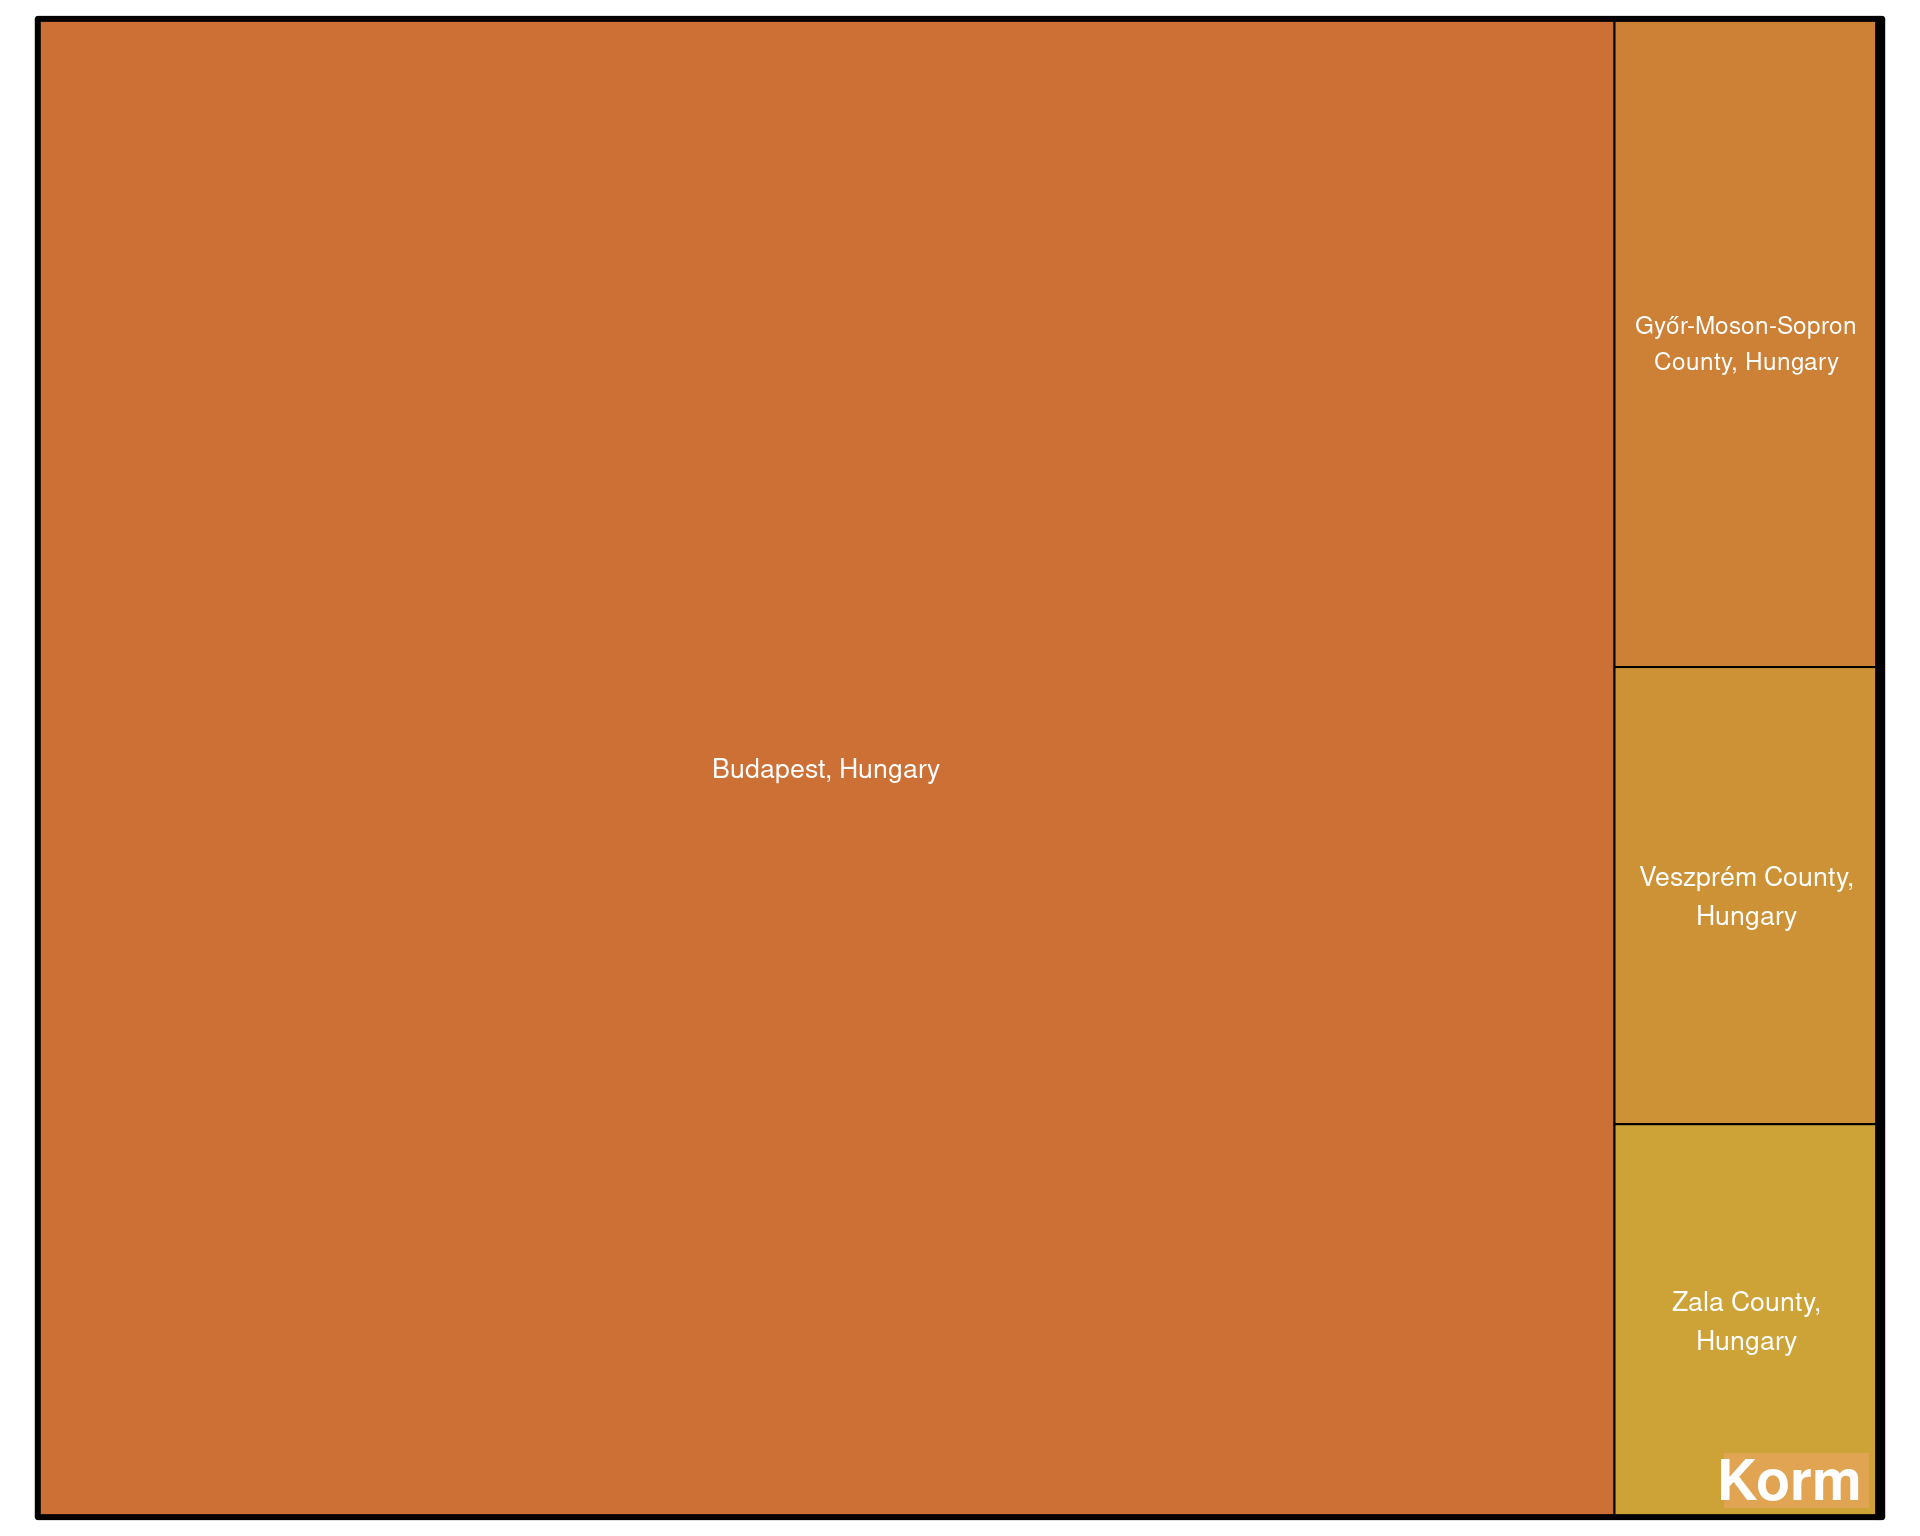 Győr-Moson-Sopron
County, Hungary
Budapest, Hungary
Veszprém County,
Hungary
Zala County,
Hungary
Korm